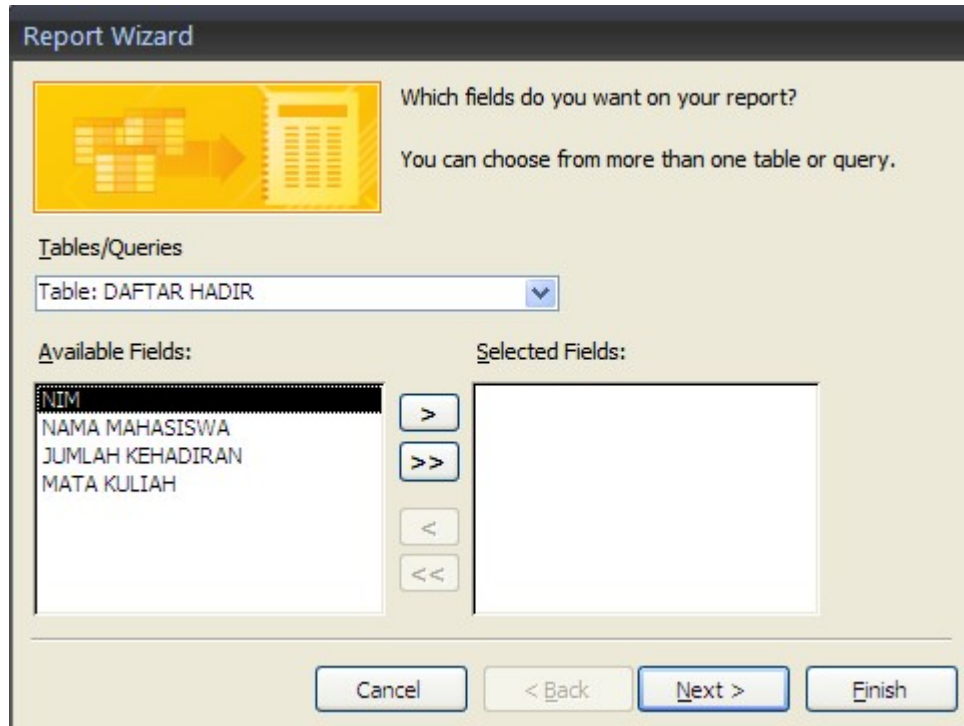 Report Wizard
Which fields do you want on your report?
You can choose from more than one table or query.
Tables/Queries
Table: DAFTAR HADIR
Available Fields:
Selected Fields:
NIM
NAMA MAHASISWA
JUMLAH KEHADIRAN
MATA KULIAH
>
>>
<
<<
Cancel
< Back
Next >
Finish